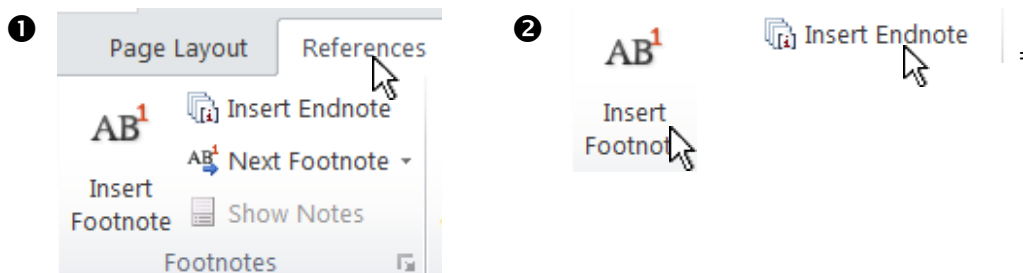 ❶
Page Layout References
AB1 Insert Endnote
Next Footnote
Insert
Footnote Show Notes
Footnotes
❷
AB1 Insert Endnote
Insert
Footnote